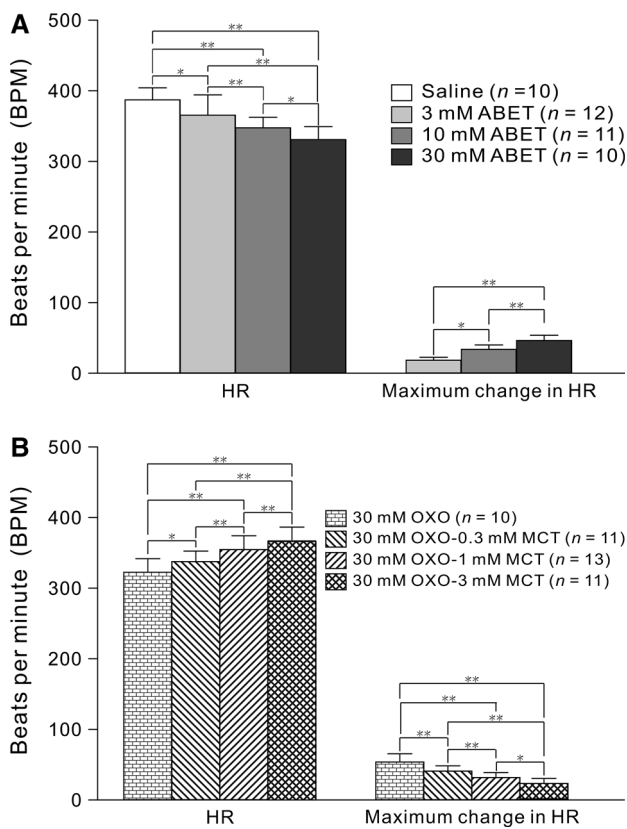 A
Beats per minute (BPM)
500
400
300
200
100
0
** ** **
* ** *
** * **
Saline (n =10)
3 mM ABET (n = 12)
10 mM ABET (n = 11)
30 mM ABET (n = 10)
HR
Maximum change in HR
B
Beats per minute (BPM)
500
400
300
200
100
0
** ** **
* ** **
** ** **
** ** *
30 mM OXO (n = 10)
30 mM OXO-0.3 mM MCT (n = 11)
30 mM OXO-1 mM MCT (n = 13)
30 mM OXO-3 mM MCT (n = 11)
HR
Maximum change in HR